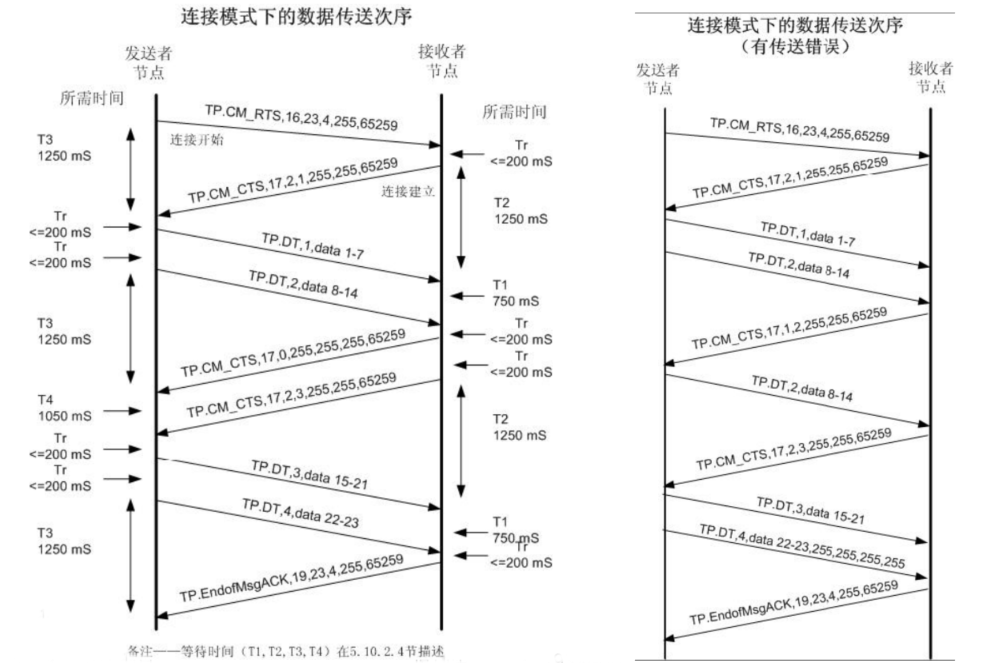 连接模式下的数据传送次序
发送者
节点
接收者
节点
所需时间
所需时间
TP.CM_RTS,16,23,4,255,65259
连接开始
T3
1250 mS
Tr
<=200 mS
TP.CM_CTS,17,2,1,255,255,65259
连接建立
T2
1250 mS
Tr
<=200 mS
TP.DT,1,data 1-7
Tr
<=200 mS
TP.DT,2,data 8-14
T1
750 mS
T3
1250 mS
Tr
<=200 mS
TP.CM_CTS,17,0,255,255,255,65259
Tr
<=200 mS
TP.CM_CTS,17,2,3,255,255,65259
T4
1050 mS
T2
1250 mS
Tr
<=200 mS
TP.DT,3,data 15-21
Tr
<=200 mS
TP.DT,4,data 22-23
T1
750 mS
T3
1250 mS
Tr
<=200 mS
TP.EndofMsgACK,19,23,4,255,65259
备注——等待时间（T1,T2,T3,T4）在5.10.2.4节描述
连接模式下的数据传送次序
（有传送错误）
发送者
节点
接收者
节点
TP.CM_RTS,16,23,4,255,65259
TP.CM_CTS,17,2,1,255,255,65259
TP.DT,1,data 1-7
TP.DT,2,data 8-14
TP.CM_CTS,17,1,2,255,255,65259
TP.DT,2,data 8-14
TP.CM_CTS,17,2,3,255,255,65259
TP.DT,3,data 15-21
TP.DT,4,data 22-23,255,255,255,255
TP.EndofMsgACK,19,23,4,255,65259